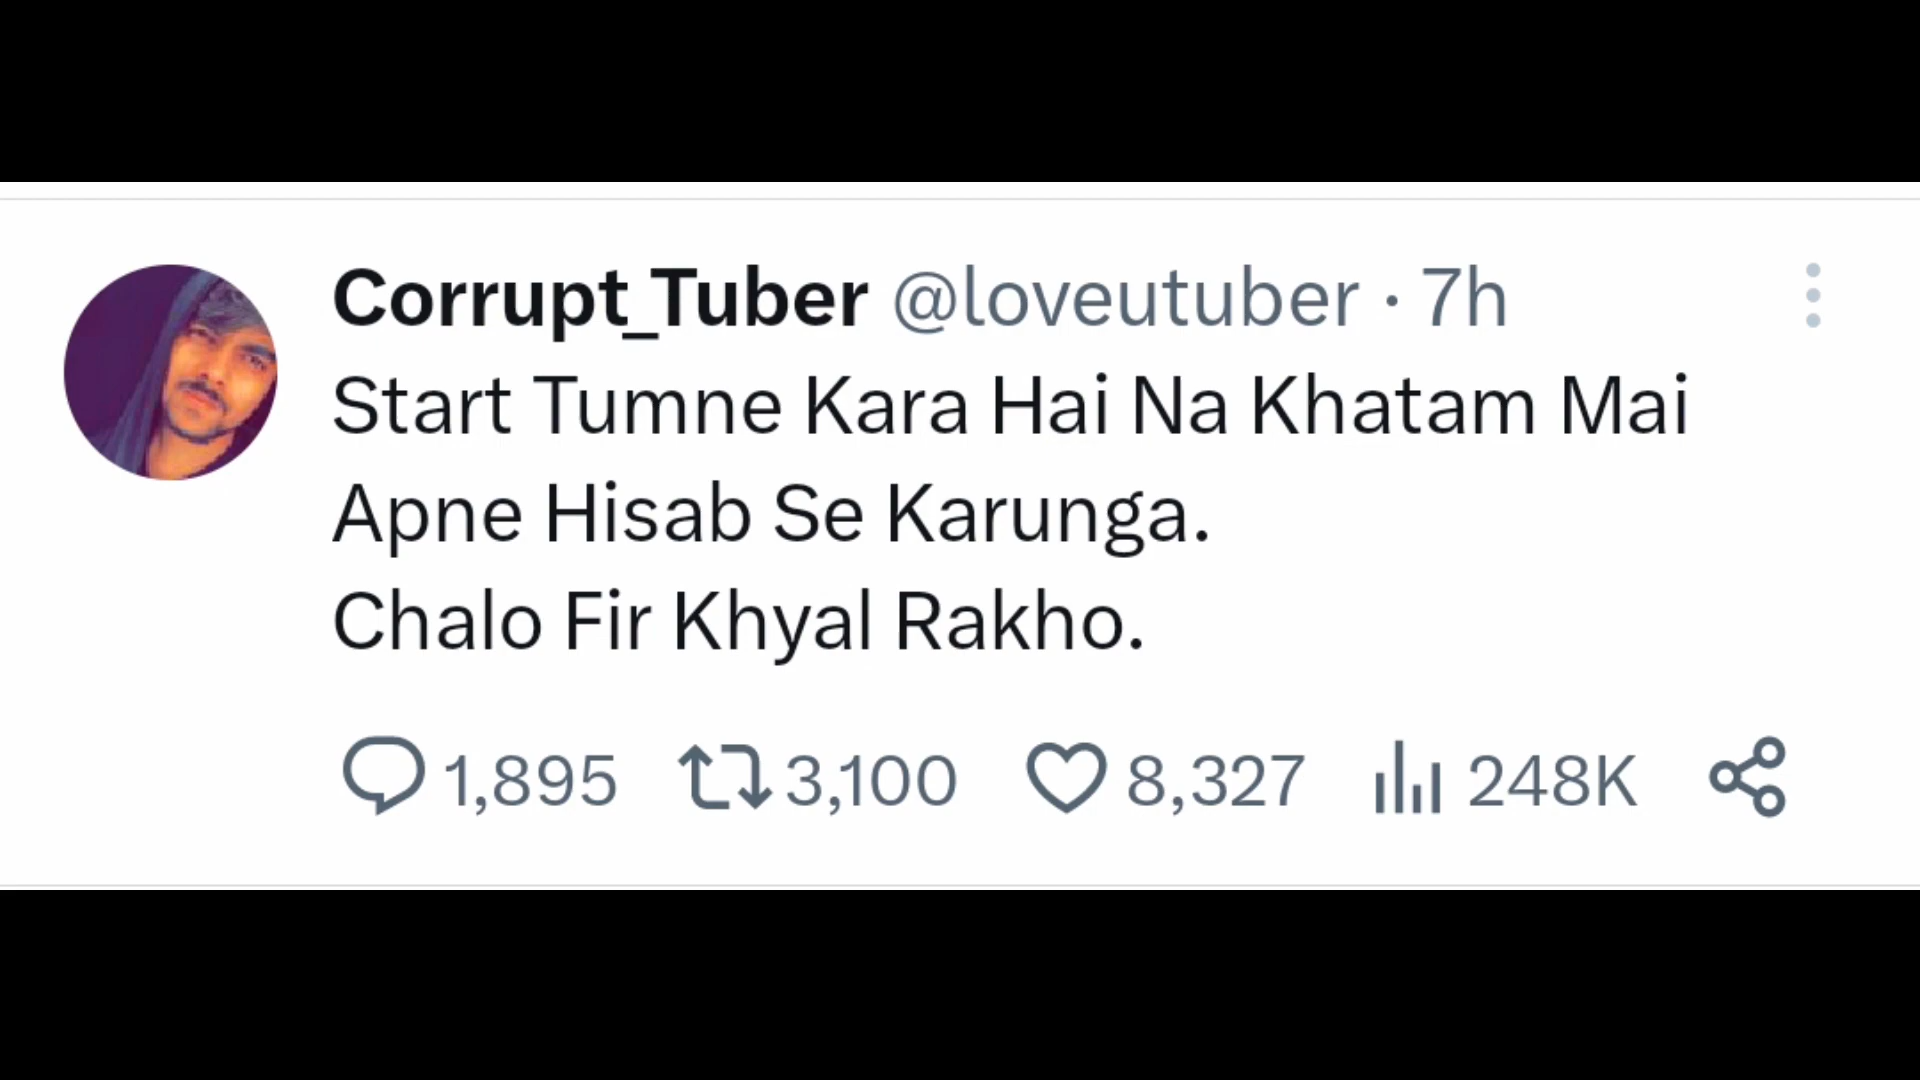 Corrupt_Tuber @loveutuber · 7h
Start Tumne Kara Hai Na Khatam Mai
Apne Hisab Se Karunga.
Chalo Fir Khyal Rakho.
1,895 3,100 8,327 248K